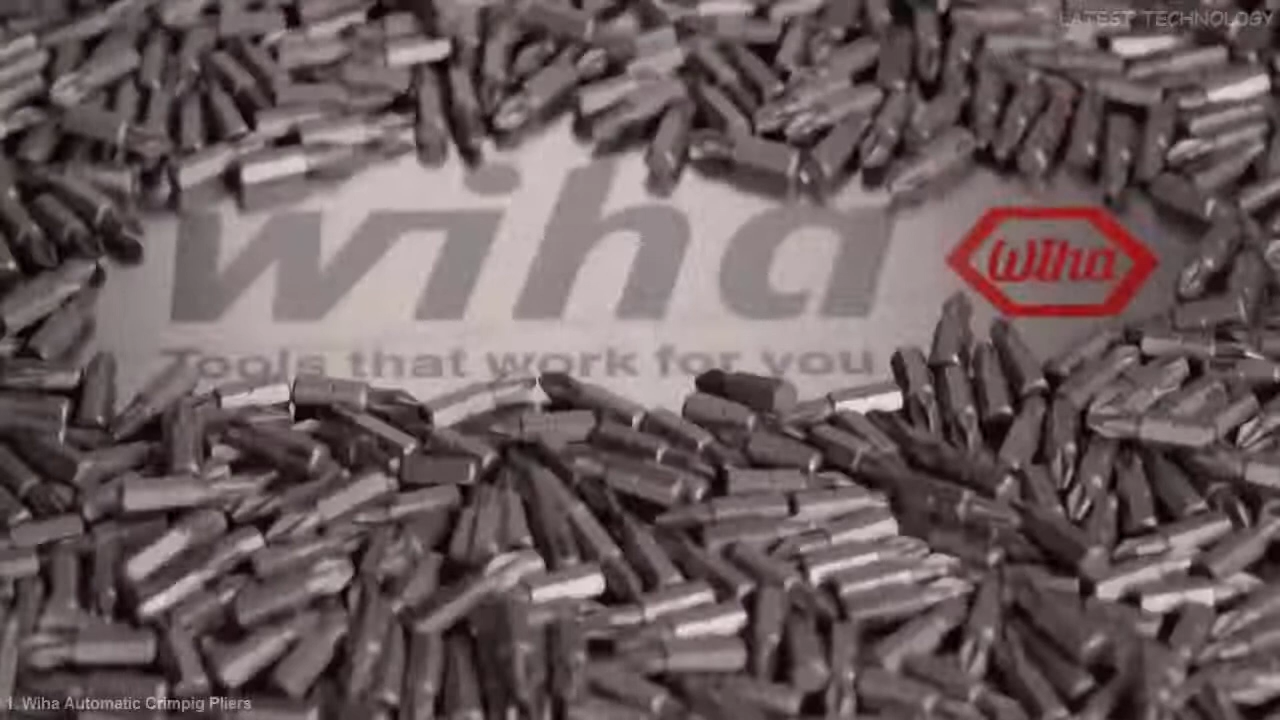 LATEST TECHNOLOGY
wiha
Wiha
Tools that work for you
1. Wiha Automatic Crimpig Pliers